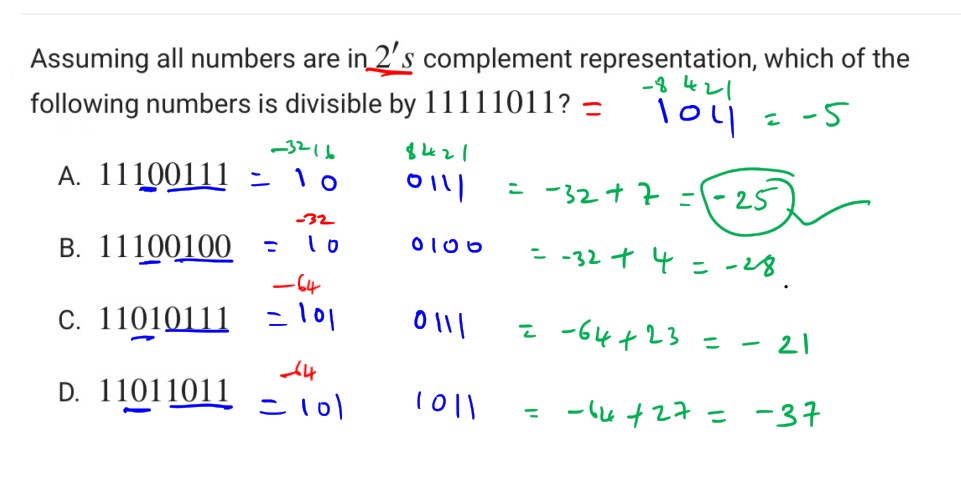 Assuming all numbers are in 2's complement representation, which of the
-8 4 2 1
following numbers is divisible by 11111011? = 1011 = -5
-32 16 8 4 2 1
A. 11100111 = 10 0111 = -32 + 7 = -25
-32
B. 11100100 = 10 0100 = -32 + 4 = -28
-64
C. 11010111 = 101 0111 = -64 + 23 = - 21
-64
D. 11011011 = 101 1011 = -64 + 27 = -37